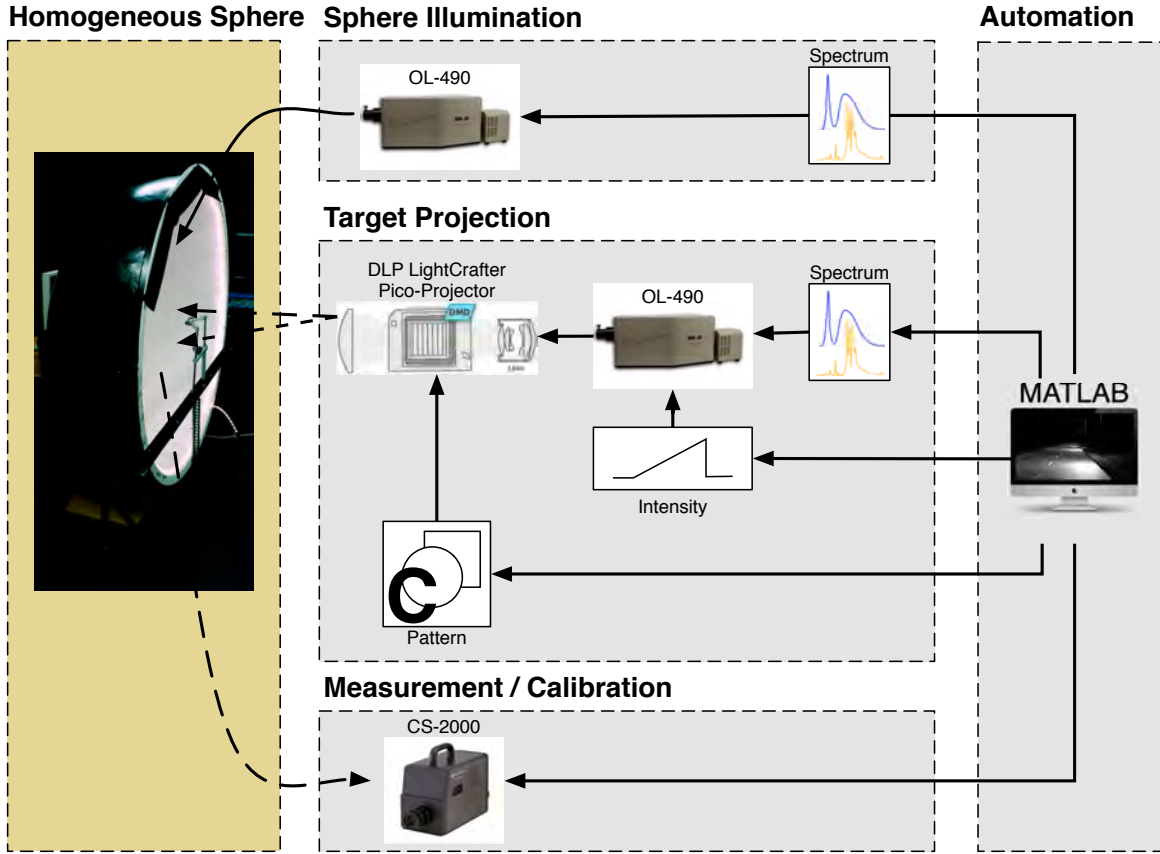 Homogeneous Sphere
Sphere Illumination
Automation
OL-490
Spectrum
Target Projection
DLP LightCrafter
Pico-Projector
DMD
OL-490
Spectrum
MATLAB
Intensity
Pattern
C
Measurement / Calibration
CS-2000